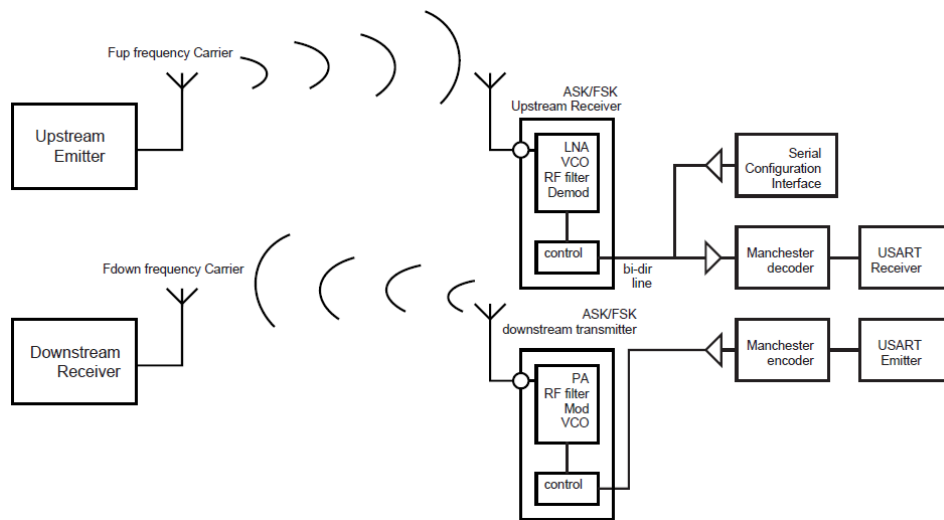 Fup frequency Carrier
Upstream
Emitter
ASK/FSK
Upstream Receiver
LNA
VCO
RF filter
Demod
control
bi-dir
line
Serial
Configuration
Interface
Manchester
decoder
USART
Receiver
Fdown frequency Carrier
Downstream
Receiver
ASK/FSK
downstream transmitter
PA
RF filter
Mod
VCO
control
Manchester
encoder
USART
Emitter